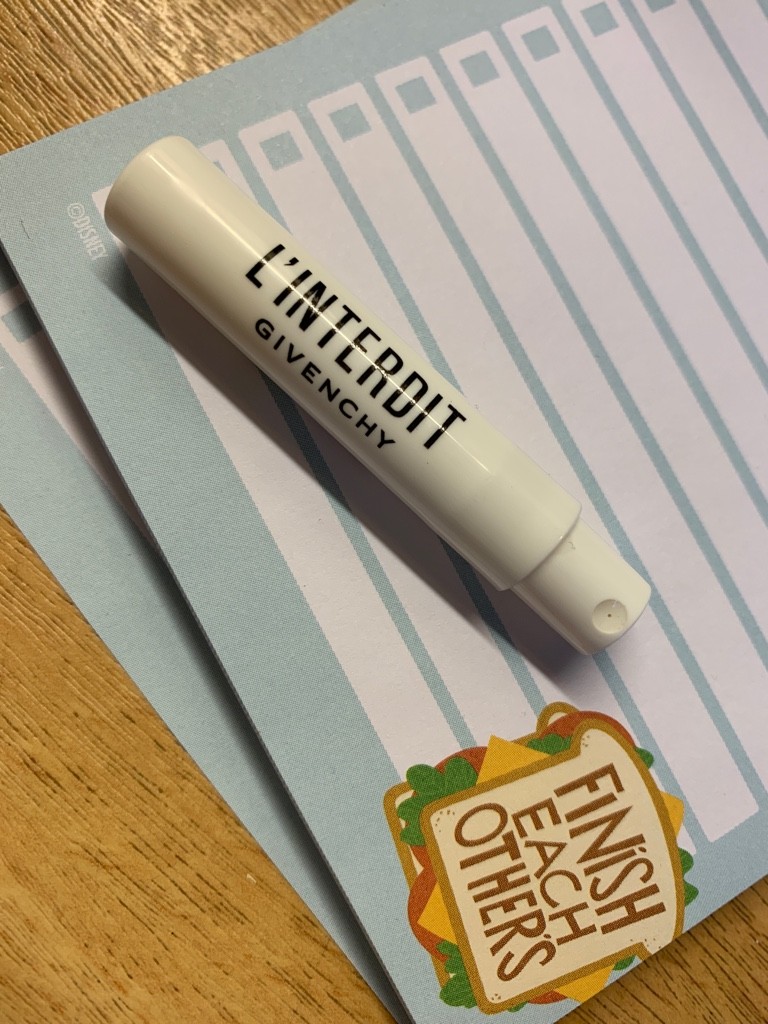 ©DISNEY
L'INTERDIT
GIVENCHY
FINISH
EACH
OTHER'S